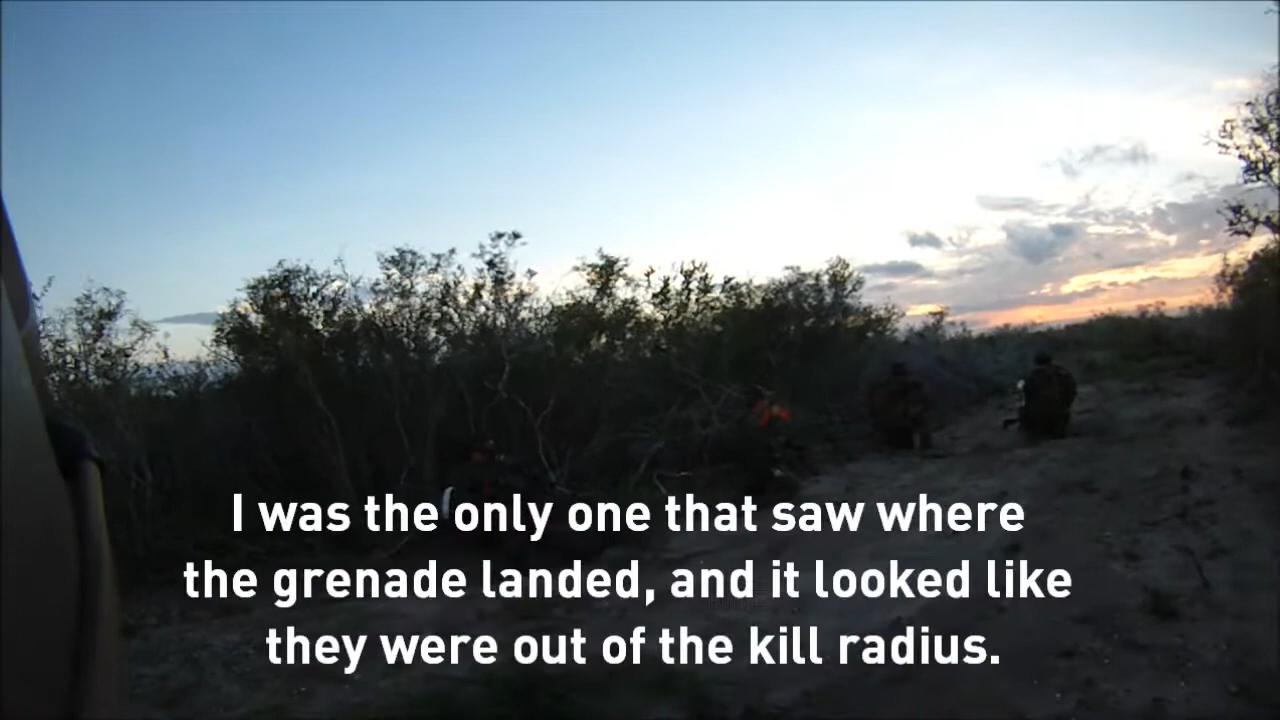 I was the only one that saw where
the grenade landed, and it looked like
they were out of the kill radius.